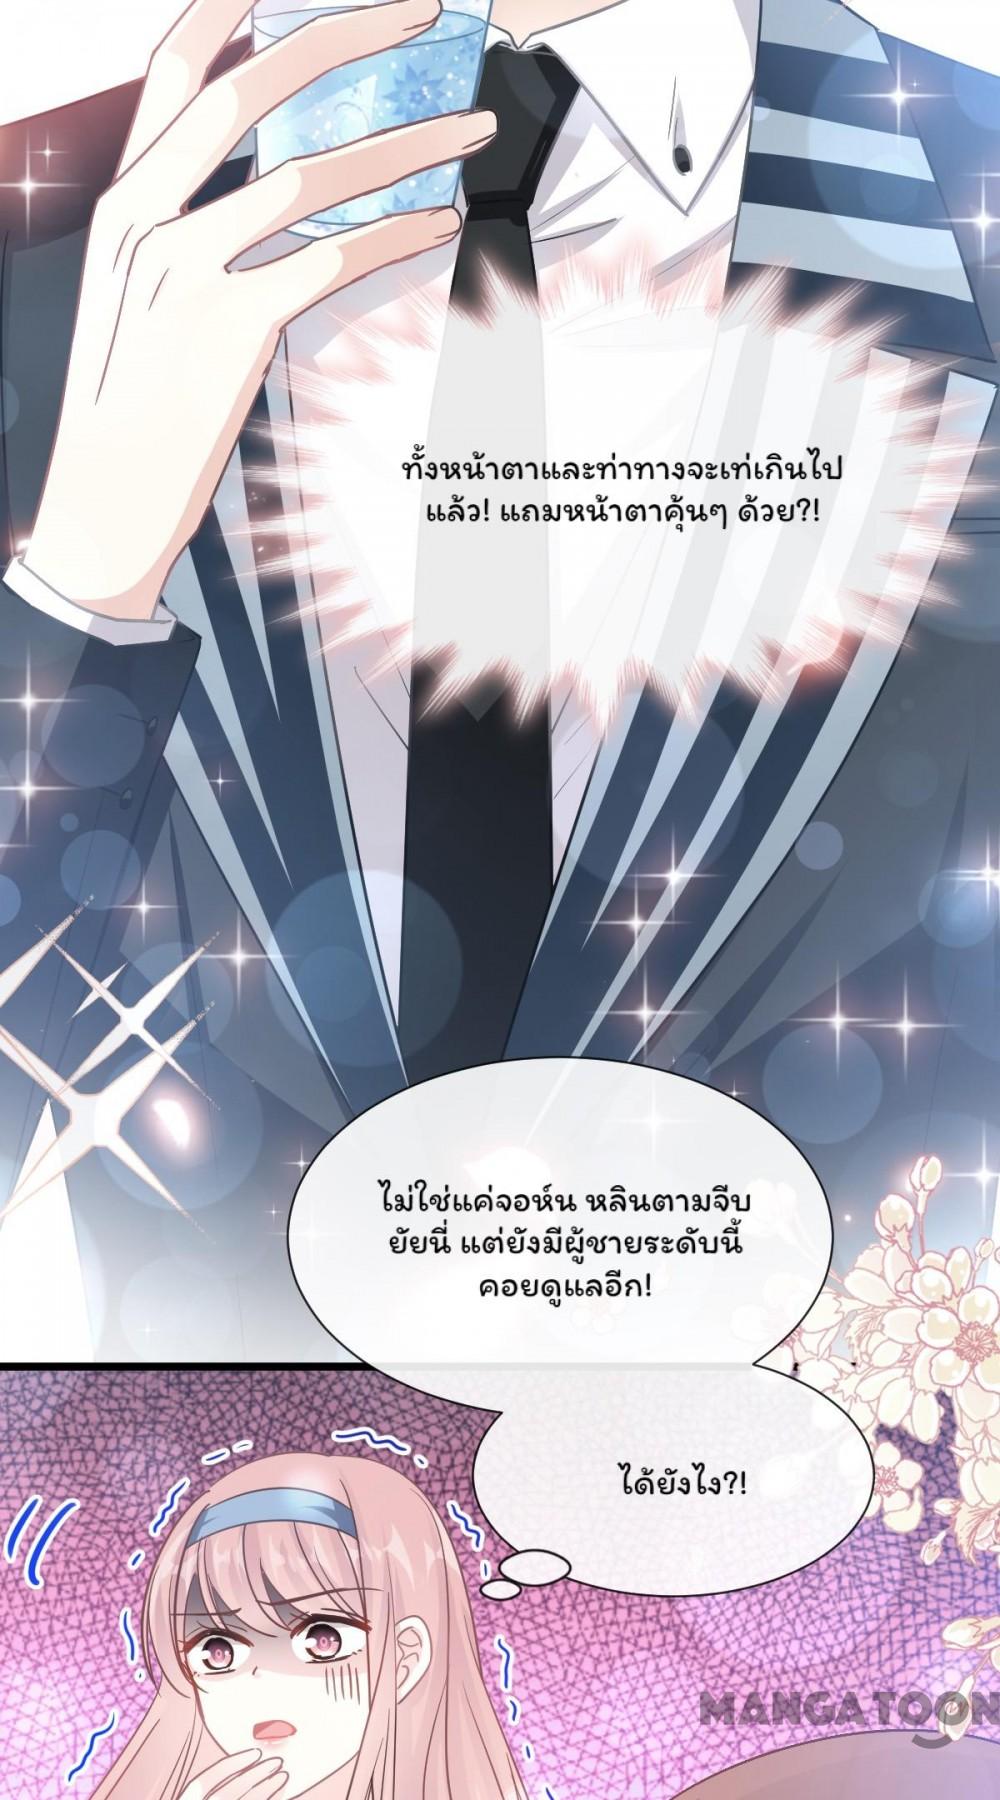 ทั้งหน้าตาและท่าทางจะเท่เกินไป
แล้ว! แถมหน้าตาคุ้นๆ ด้วย?!
ไม่ใช่แค่จอห์น หลินตามจีบ
ยัยนี่ แต่ยังมีผู้ชายระดับนี้
คอยดูแลอีก!
ได้ยังไง?!
MANGATOON